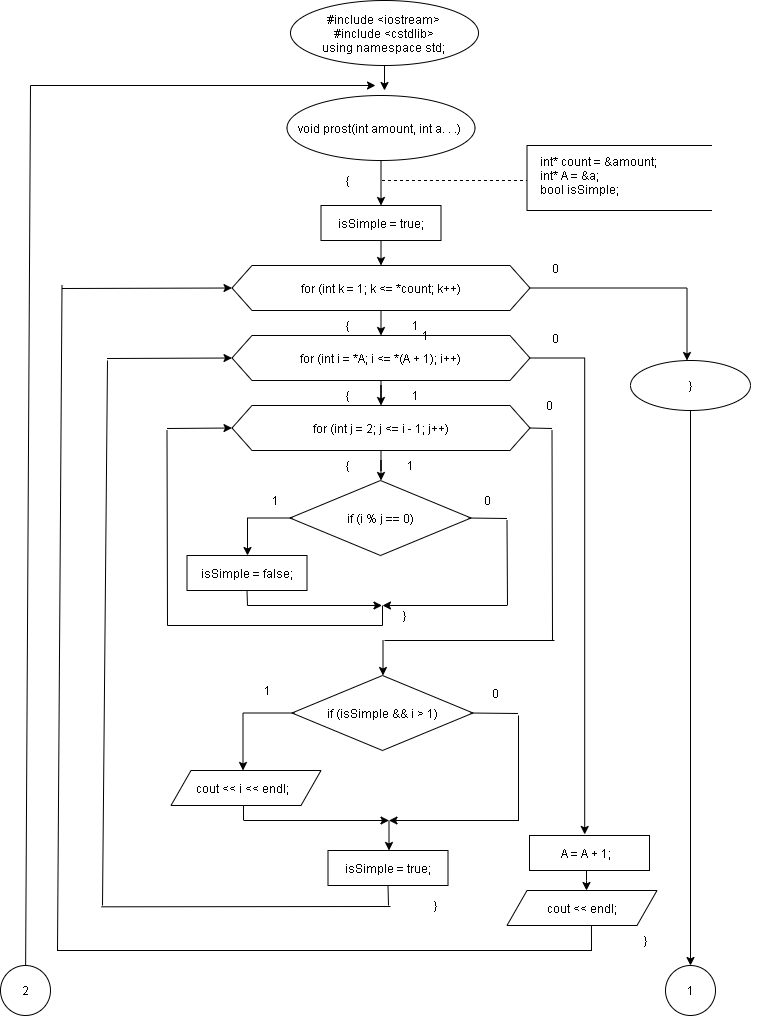 #include <iostream>
#include <cstdlib>
using namespace std;
void prost(int amount, int a. . .)
int* count = &amount;
int* A = &a;
bool isSimple;
{
isSimple = true;
0
for (int k = 1; k <= *count; k++)
{
1
1
0
for (int i = *A; i <= *(A + 1); i++)
}
{
1
0
for (int j = 2; j <= i - 1; j++)
{
1
1
0
if (i % j == 0)
isSimple = false;
}
1
0
if (isSimple && i > 1)
cout << i << endl;
A = A + 1;
isSimple = true;
}
cout << endl;
}
2
1